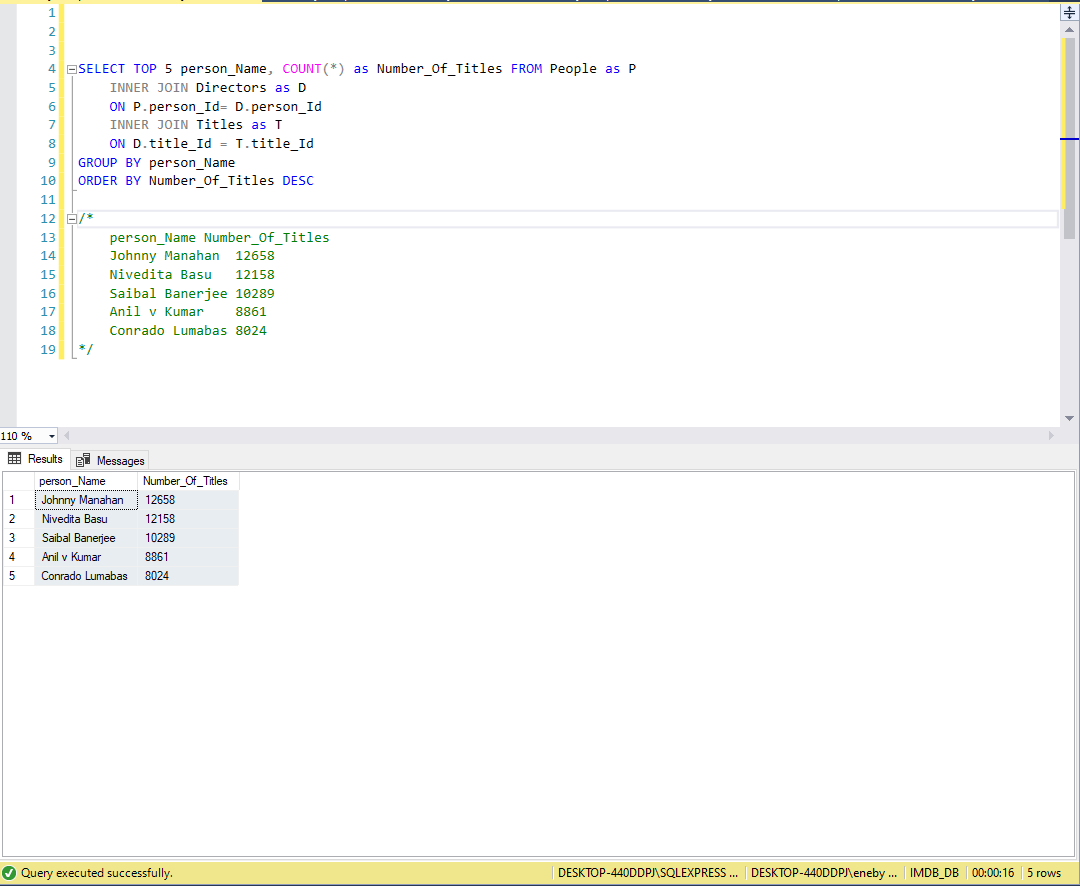 1
2
3
4 SELECT TOP 5 person_Name, COUNT(*) as Number_Of_Titles FROM People as P
5 INNER JOIN Directors as D
6 ON P.person_Id= D.person_Id
7 INNER JOIN Titles as T
8 ON D.title_Id = T.title_Id
9 GROUP BY person_Name
10 ORDER BY Number_Of_Titles DESC
11
12 /*
13 person_Name Number_Of_Titles
14 Johnny Manahan 12658
15 Nivedita Basu 12158
16 Saibal Banerjee 10289
17 Anil v Kumar 8861
18 Conrado Lumabas 8024
19 */
110 %
Results Messages
person_Name Number_Of_Titles
1 Johnny Manahan 12658
2 Nivedita Basu 12158
3 Saibal Banerjee 10289
4 Anil v Kumar 8861
5 Conrado Lumabas 8024
Query executed successfully. DESKTOP-440DDPJ\SQLEXPRESS ... DESKTOP-440DDPJ\eneby ... IMDB_DB 00:00:16 5 rows